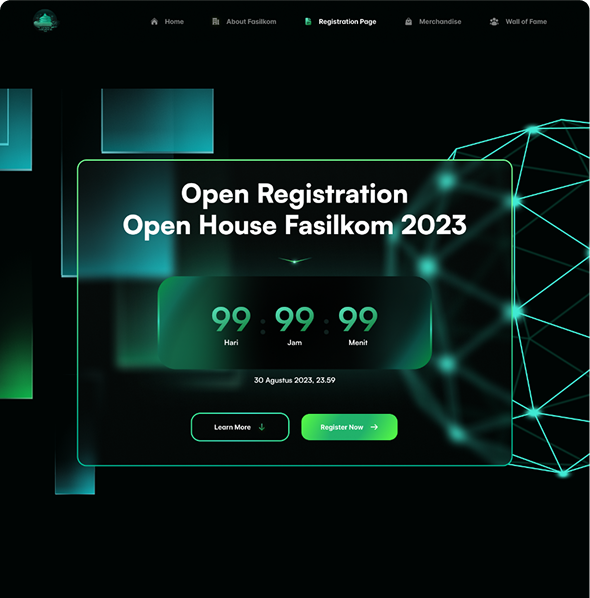 Home
About Fasilkom
Registration Page
Merchandise
Wall of Fame
Open Registration
Open House Fasilkom 2023
99 : 99 : 99
Hari Jam Menit
30 Agustus 2023, 23.59
Learn More
Register Now